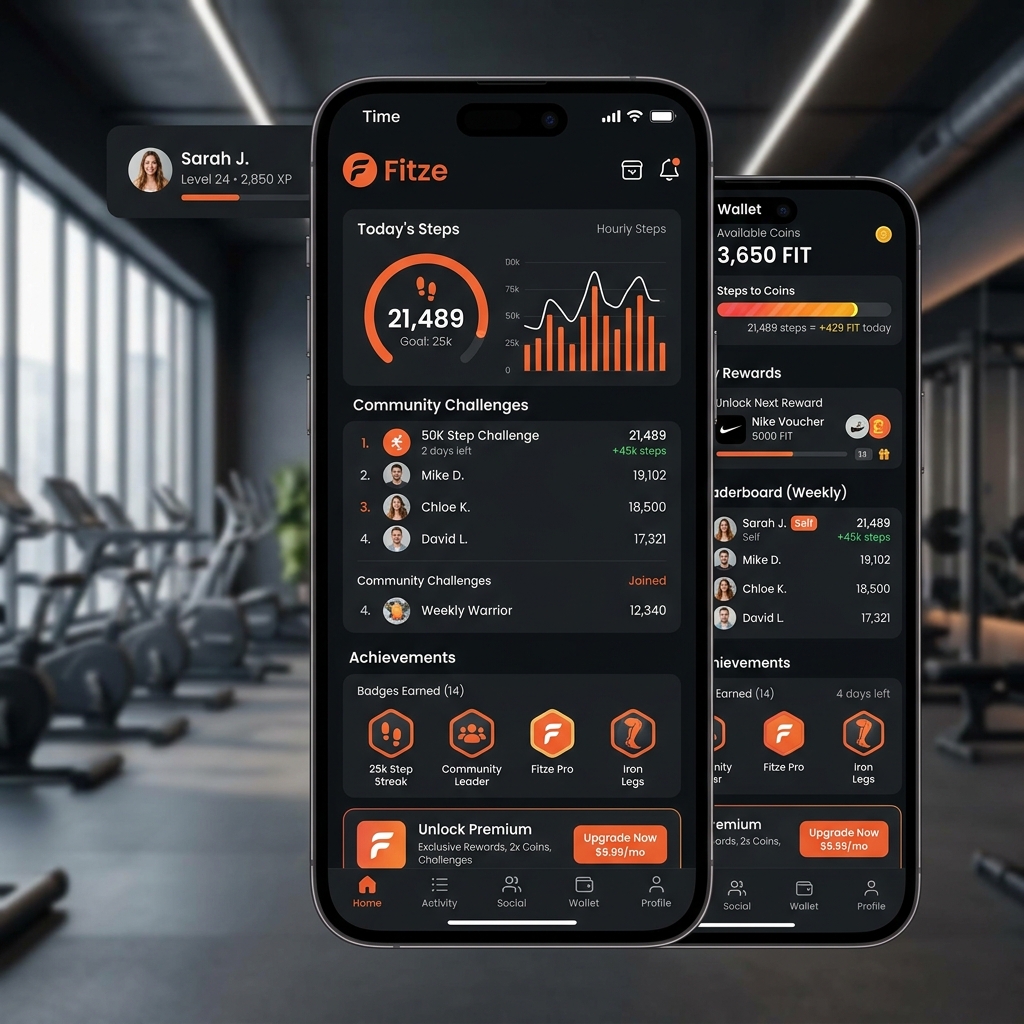 Sarah J.
Level 24 • 2,850 XP
Time
Fitze
Today's Steps
Hourly Steps
21,489
Goal: 25k
75k
50k
25k
0
Community Challenges
1.
50K Step Challenge
21,489
2 days left
+45k steps
2.
Mike D.
19,102
3.
Chloe K.
18,500
4.
David L.
17,321
Community Challenges
Joined
4.
Weekly Warrior
12,340
Achievements
Badges Earned (14)
25k Step
Streak
Community
Leader
Fitze Pro
Iron
Legs
Unlock Premium
Exclusive Rewards, 2x Coins,
Challenges
Upgrade Now
$9.99/mo
Home
Activity
Social
Wallet
Profile
Wallet
Available Coins
3,650 FIT
Steps to Coins
21,489 steps = +429 FIT today
Rewards
Unlock Next Reward
Nike Voucher
5000 FIT
18
aderboard (Weekly)
Sarah J.
Self
21,489
Self
+45k steps
Mike D.
19,102
Chloe K.
18,500
David L.
17,321
hievements
Earned (14)
4 days left
nity
Fitze Pro
Iron
Legs
emium
ards, 2s Coins,
Upgrade Now
Social
Wallet
Profile